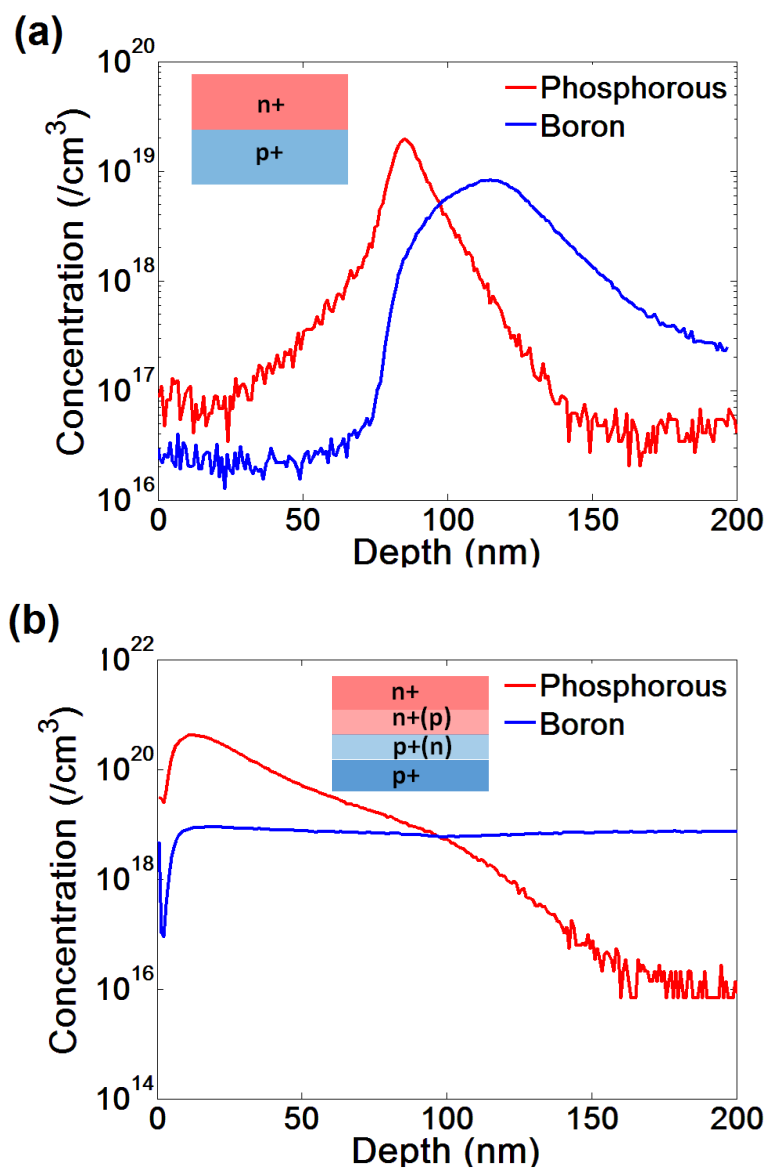 (a)
10^20
10^19
10^18
10^17
10^16
Concentration (/cm^3)
n+
p+
Phosphorous
Boron
0 50 100 150 200
Depth (nm)
(b)
10^22
10^20
10^18
10^16
10^14
Concentration (/cm^3)
n+
n+(p)
p+(n)
p+
Phosphorous
Boron
0 50 100 150 200
Depth (nm)